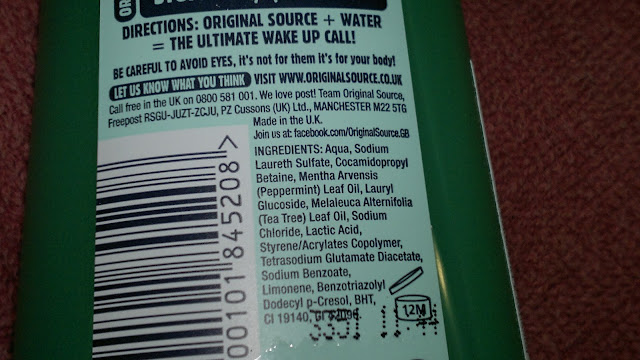 DIRECTIONS: ORIGINAL SOURCE + WATER
= THE ULTIMATE WAKE UP CALL!
BE CAREFUL TO AVOID EYES, it's not for them it's for your body!
LET US KNOW WHAT YOU THINK VISIT WWW.ORIGINALSOURCE.CO.UK
Call free in the UK on 0800 581 001. We love post! Team Original Source,
Freepost RSGU-JUZT-ZCJU, PZ Cussons (UK) Ltd., MANCHESTER M22 5TG
Made in the U.K.
Join us at: facebook.com/OriginalSource.GB
INGREDIENTS: Aqua, Sodium
Laureth Sulfate, Cocamidopropyl
Betaine, Mentha Arvensis
(Peppermint) Leaf Oil, Lauryl
Glucoside, Melaleuca Alternifolia
(Tea Tree) Leaf Oil, Sodium
Chloride, Lactic Acid,
Styrene/Acrylates Copolymer,
Tetrasodium Glutamate Diacetate,
Sodium Benzoate,
Limonene, Benzotriazolyl
Dodecyl p-Cresol, BHT,
CI 19140, CI 42090.
12M
00101 845208 >